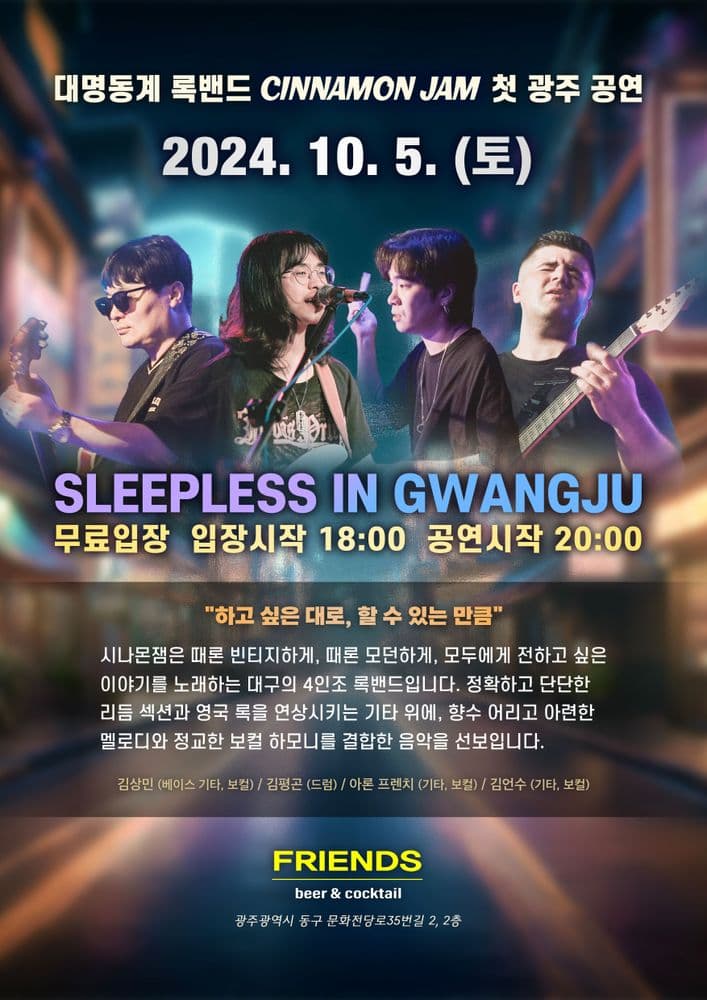 대명동계 록밴드 CINNAMON JAM 첫 광주 공연
2024. 10. 5. (토)
SLEEPLESS IN GWANGJU
무료입장 입장시작 18:00 공연시작 20:00
"하고 싶은 대로, 할 수 있는 만큼"
시나몬잼은 때론 빈티지하게, 때론 모던하게, 모두에게 전하고 싶은
이야기를 노래하는 대구의 4인조 록밴드입니다. 정확하고 단단한
리듬 섹션과 영국 록을 연상시키는 기타 위에, 향수 어리고 아련한
멜로디와 정교한 보컬 하모니를 결합한 음악을 선보입니다.
김상민 (베이스 기타, 보컬) / 김평곤 (드럼) / 아론 프렌치 (기타, 보컬) / 김언수 (기타, 보컬)
FRIENDS
beer & cocktail
광주광역시 동구 문화전당로35번길 2, 2층